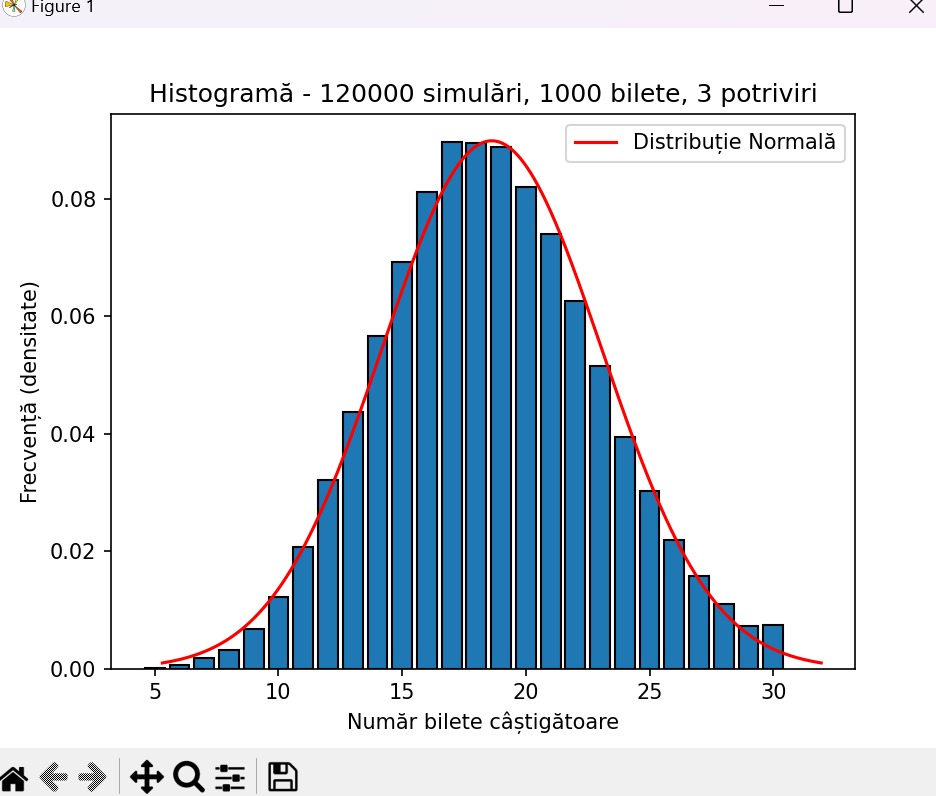 Figure 1
Histogramă - 120000 simulări, 1000 bilete, 3 potriviri
Distribuție Normală
Frecvență (densitate)
0.08
0.06
0.04
0.02
0.00
5 10 15 20 25 30
Număr bilete câștigătoare